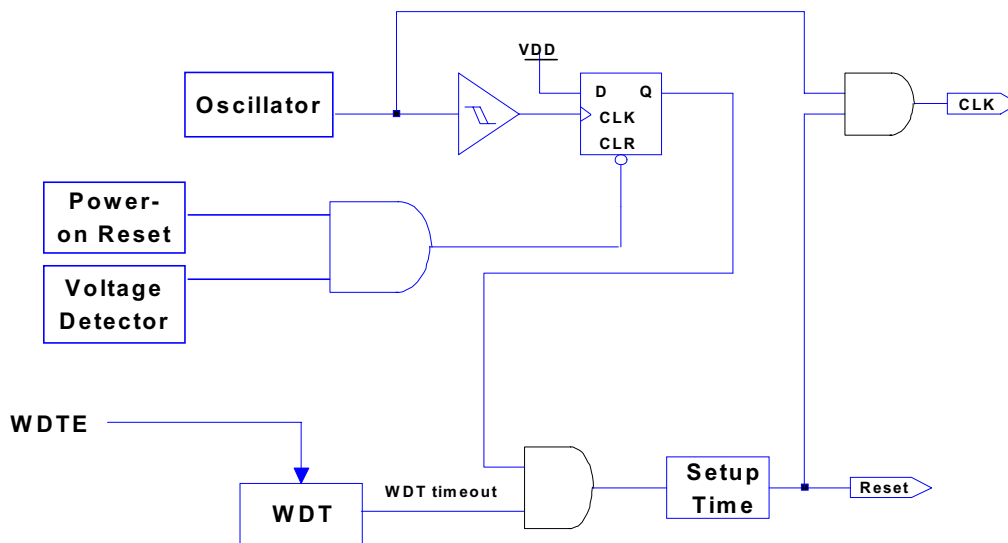 VDD
Oscillator
D Q
CLK
CLR
CLK
Power-
on Reset
Voltage
Detector
WDTE
WDT timeout
WDT
Setup
Time
Reset